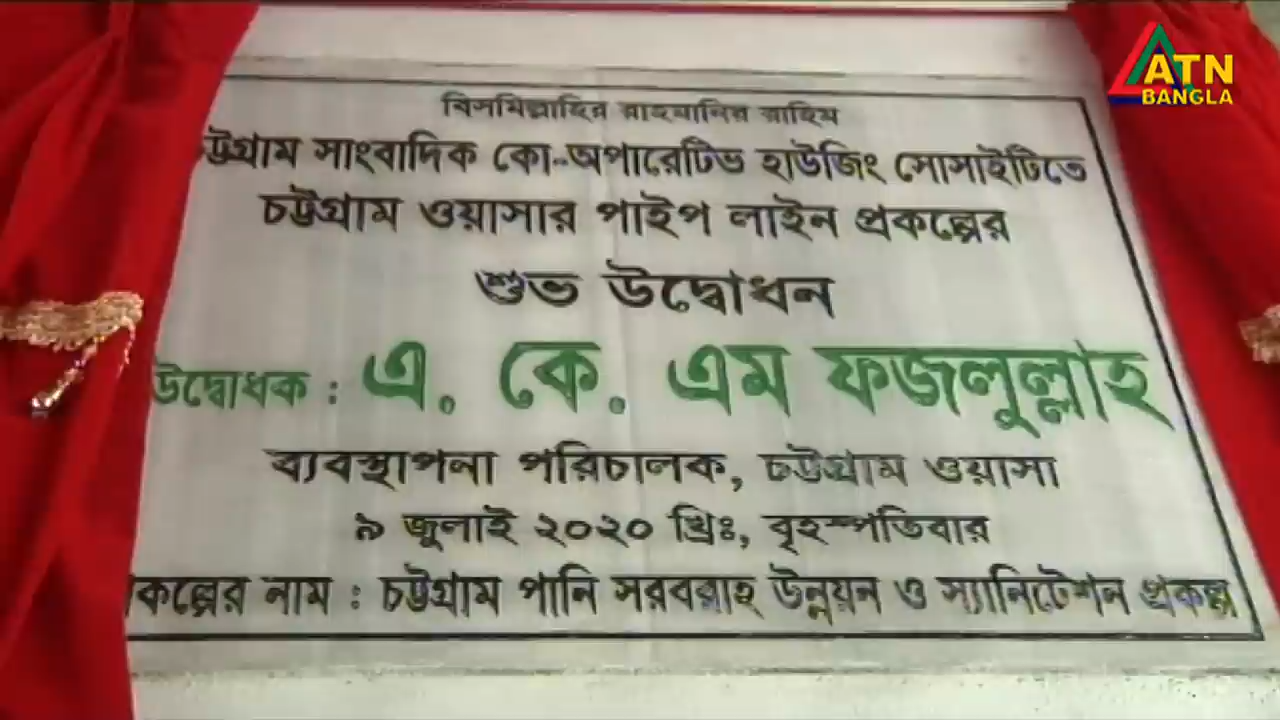 ATN
BANGLA
বিসমিল্লাহির রাহমানির রাহিম
ট্টগ্রাম সাংবাদিক কো-অপারেটিভ হাউজিং সোসাইটিতে
চট্টগ্রাম ওয়াসার পাইপ লাইন প্রকল্পের
শুভ উদ্বোধন
উদ্বোধক : এ. কে. এম ফজলুল্লাহ
ব্যবস্থাপনা পরিচালক, চট্টগ্রাম ওয়াসা
৯ জুলাই ২০২০ খ্রিঃ, বৃহস্পতিবার
কল্পের নাম : চট্টগ্রাম পানি সরবরাহ উন্নয়ন ও স্যানিটেশন প্রকল্প